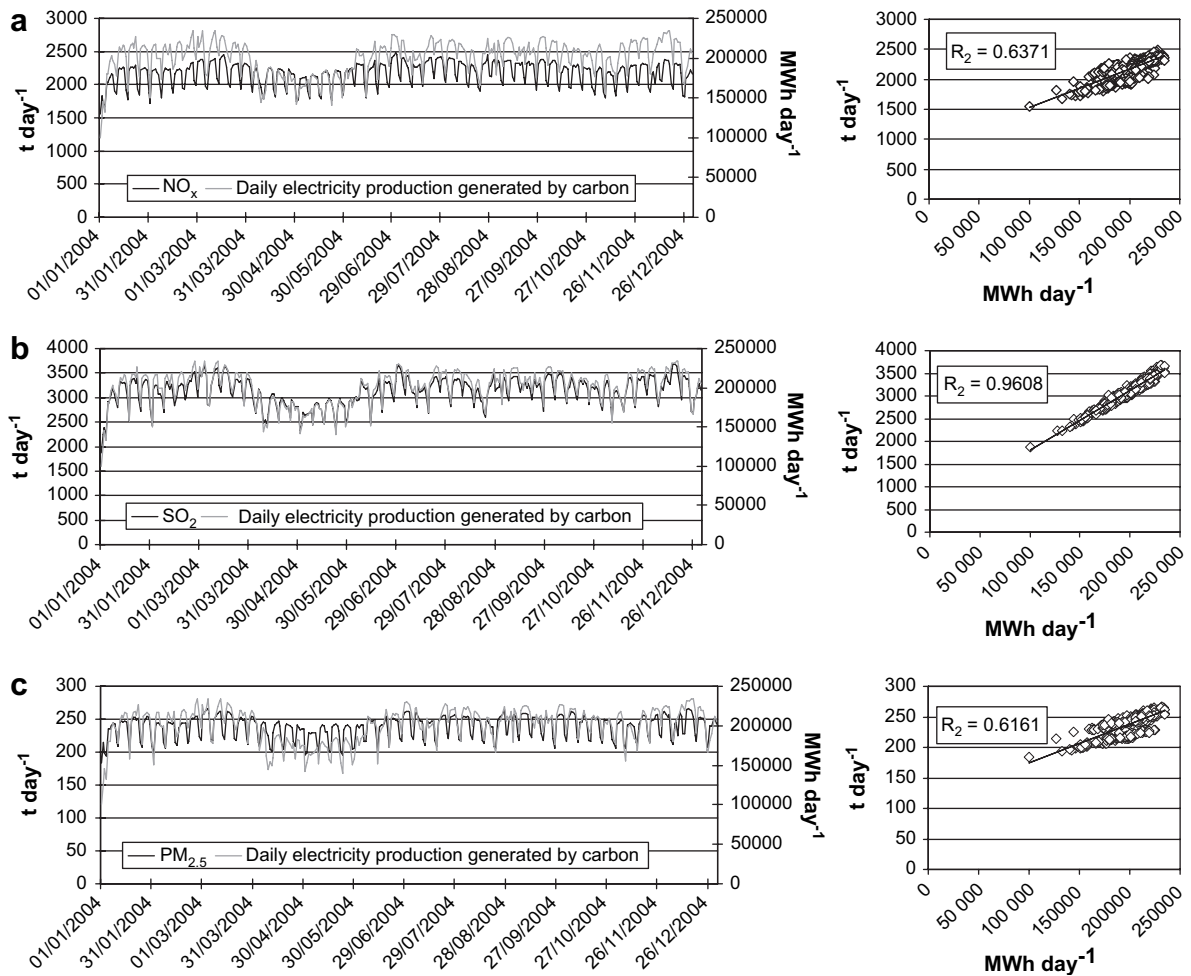 a
3000
2500
2000
1500
1000
500
0
t day-1
250000
200000
150000
100000
50000
0
MWh day-1
NOx Daily electricity production generated by carbon
01/01/2004 31/01/2004 01/03/2004 31/03/2004 30/04/2004 30/05/2004 29/06/2004 29/07/2004 28/08/2004 27/09/2004 27/10/2004 26/11/2004 26/12/2004
3000
2500
2000
1500
1000
500
0
t day-1
R2 = 0.6371
0 50 000 100 000 150 000 200 000 250 000
MWh day-1
b
4000
3500
3000
2500
2000
1500
1000
500
0
t day-1
250000
200000
150000
100000
50000
0
MWh day-1
SO2 Daily electricity production generated by carbon
01/01/2004 31/01/2004 01/03/2004 31/03/2004 30/04/2004 30/05/2004 29/06/2004 29/07/2004 28/08/2004 27/09/2004 27/10/2004 26/11/2004 26/12/2004
4000
3500
3000
2500
2000
1500
1000
500
0
t day-1
R2 = 0.9608
0 50 000 100 000 150 000 200 000 250 000
MWh day-1
c
300
250
200
150
100
50
0
t day-1
250000
200000
150000
100000
50000
0
MWh day-1
PM2.5 Daily electricity production generated by carbon
01/01/2004 31/01/2004 01/03/2004 31/03/2004 30/04/2004 30/05/2004 29/06/2004 29/07/2004 28/08/2004 27/09/2004 27/10/2004 26/11/2004 26/12/2004
300
250
200
150
100
50
0
t day-1
R2 = 0.6161
0 50 000 100 000 150000 200000 250000
MWh day-1